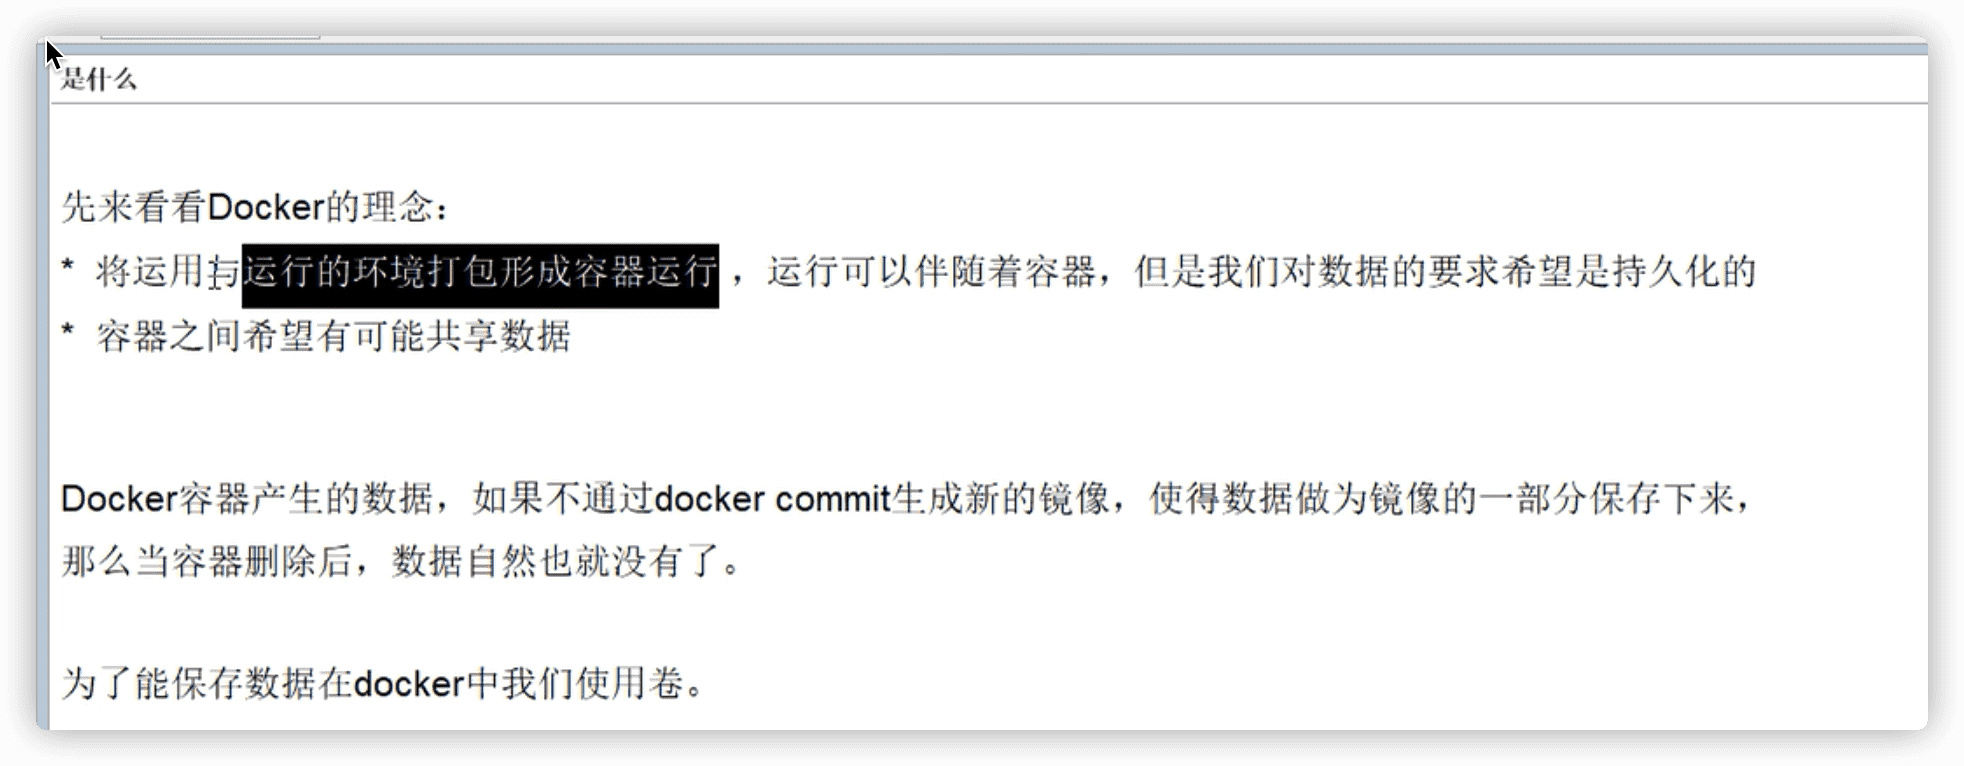 是什么
先来看看Docker的理念：
* 将运用与运行的环境打包形成容器运行 ，运行可以伴随着容器，但是我们对数据的要求希望是持久化的
* 容器之间希望有可能共享数据
Docker容器产生的数据，如果不通过docker commit生成新的镜像，使得数据做为镜像的一部分保存下来，
那么当容器删除后，数据自然也就没有了。
为了能保存数据在docker中我们使用卷。